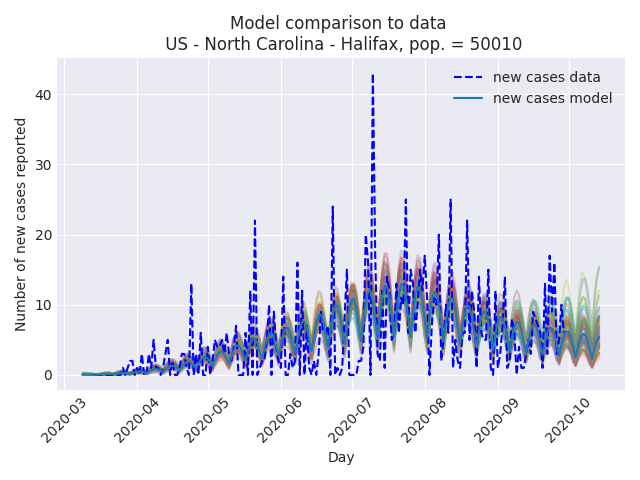 Model comparison to data
US - North Carolina - Halifax, pop. = 50010
new cases data
new cases model
Number of new cases reported
40
30
20
10
0
2020-03
2020-04
2020-05
2020-06
2020-07
2020-08
2020-09
2020-10
Day